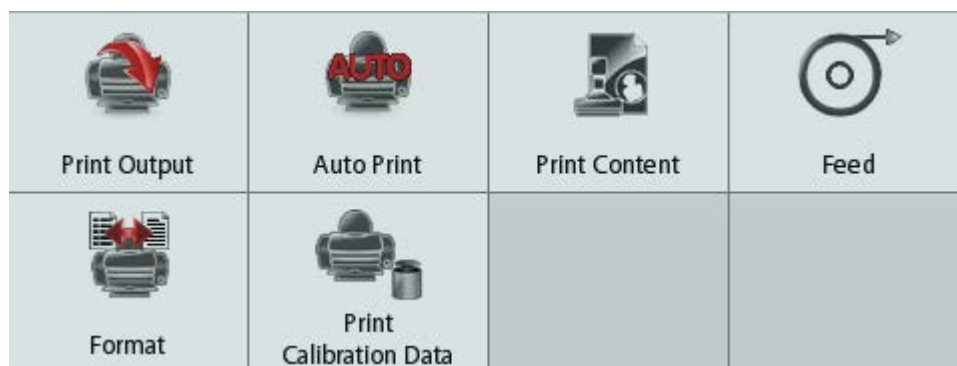 AUTO
Print Output
Auto Print
Print Content
Feed
Format
Print
Calibration Data